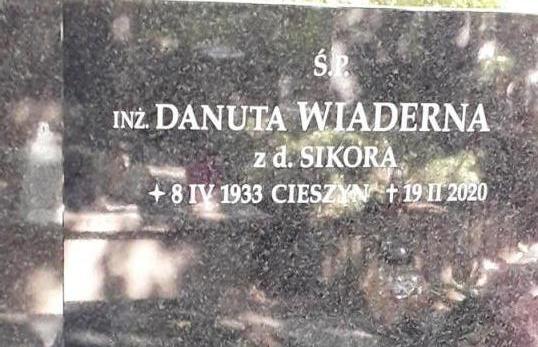 Ś.P.
INŻ. DANUTA WIADERNA
z d. SIKORA
✦ 8 IV 1933 CIESZYN ✝ 19 II 2020